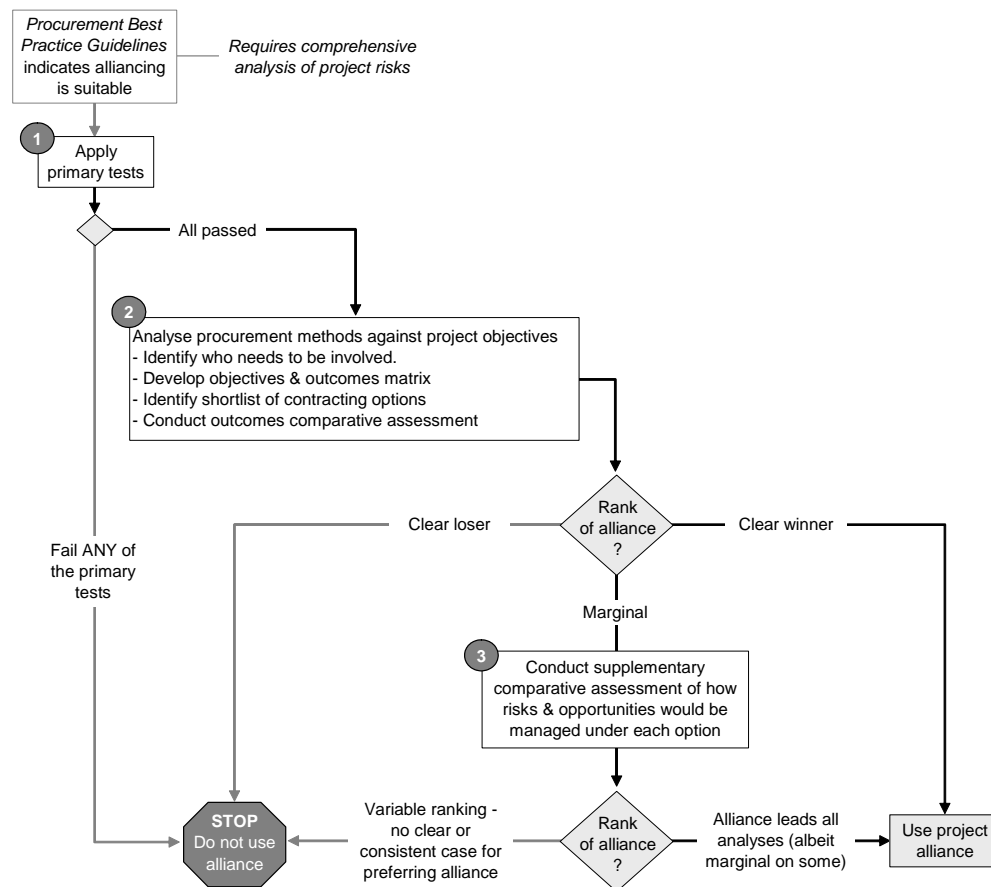 Procurement Best
Practice Guidelines
indicates alliancing
is suitable
Requires comprehensive
analysis of project risks
1
Apply
primary tests
All passed
2
Analyse procurement methods against project objectives
- Identify who needs to be involved.
- Develop objectives & outcomes matrix
- Identify shortlist of contracting options
- Conduct outcomes comparative assessment
Rank
of alliance
?
Clear loser
Clear winner
Fail ANY of
the primary
tests
Marginal
3
Conduct supplementary
comparative assessment of how
risks & opportunities would be
managed under each option
STOP
Do not use
alliance
Variable ranking -
no clear or
consistent case for
preferring alliance
Rank
of alliance
?
Alliance leads all
analyses (albeit
marginal on some)
Use project
alliance